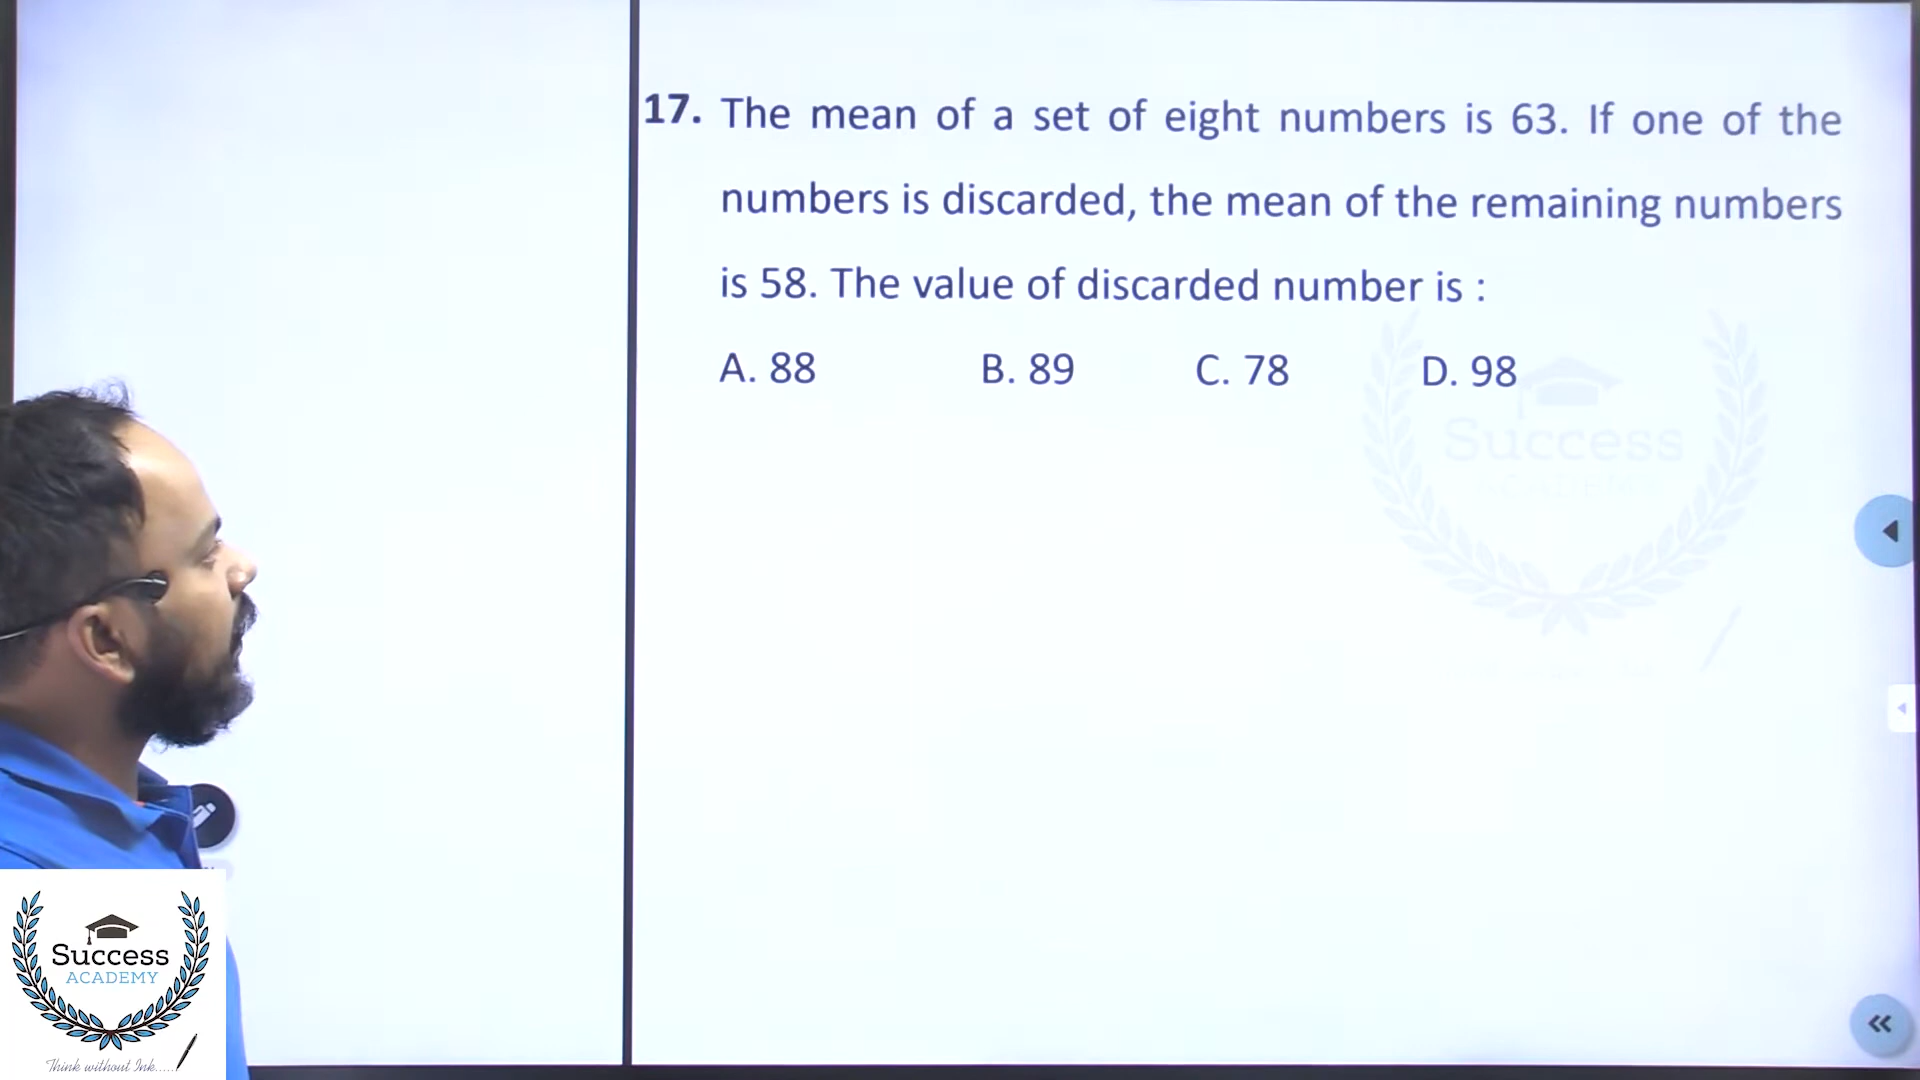 17. The mean of a set of eight numbers is 63. If one of the
numbers is discarded, the mean of the remaining numbers
is 58. The value of discarded number is :
A. 88 B. 89 C. 78 D. 98
Success
Success
ACADEMY
Think without Ink.....